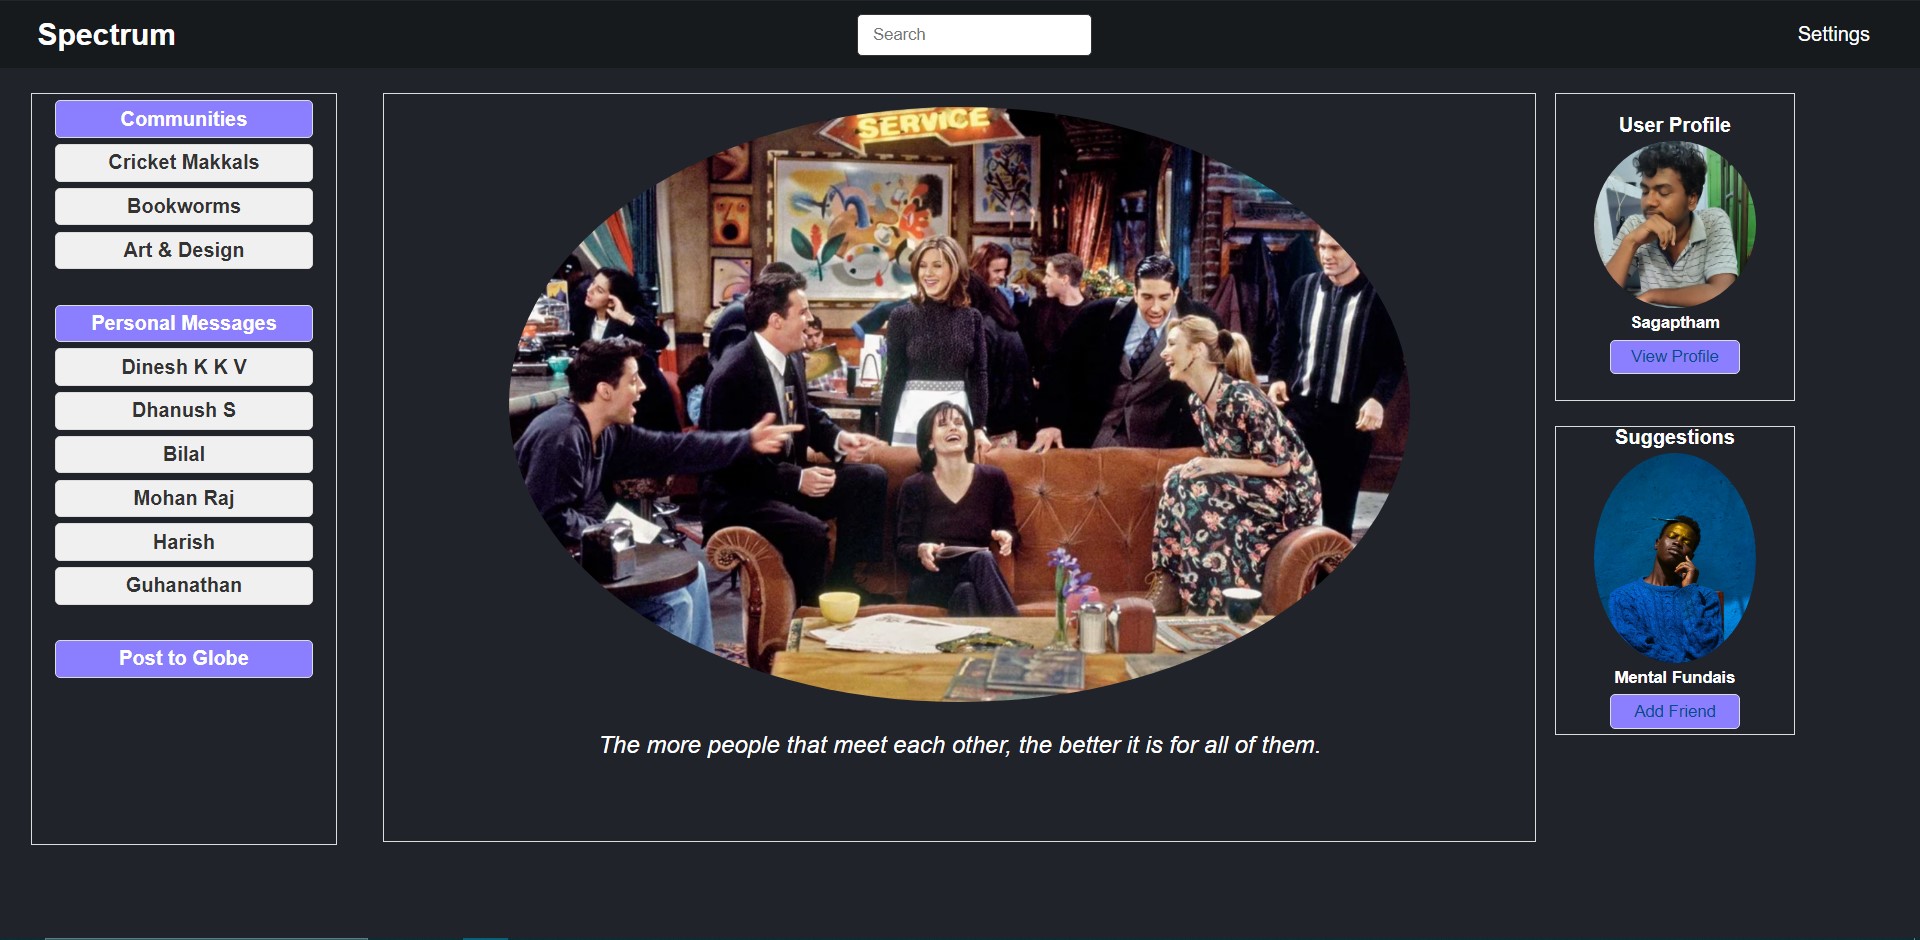 Spectrum
Search
Settings
Communities
Cricket Makkals
Bookworms
Art & Design
Personal Messages
Dinesh K K V
Dhanush S
Bilal
Mohan Raj
Harish
Guhanathan
Post to Globe
SERVICE
The more people that meet each other, the better it is for all of them.
User Profile
Sagaptham
View Profile
Suggestions
Mental Fundais
Add Friend